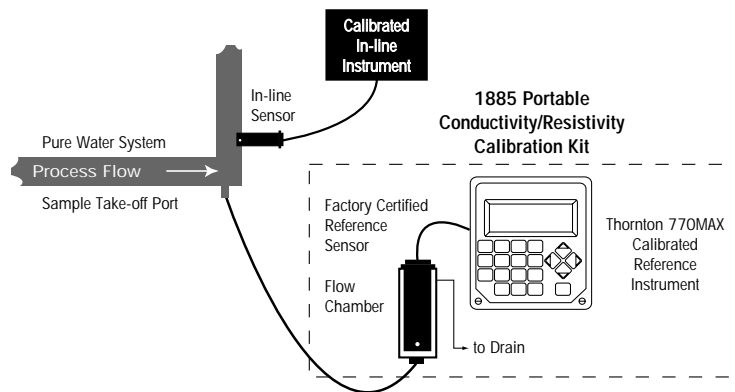 Calibrated
In-line
Instrument
In-line
Sensor
1885 Portable
Conductivity/Resistivity
Calibration Kit
Pure Water System
Process Flow
Sample Take-off Port
Factory Certified
Reference
Sensor
Thornton 770MAX
Calibrated
Reference
Instrument
Flow
Chamber
to Drain